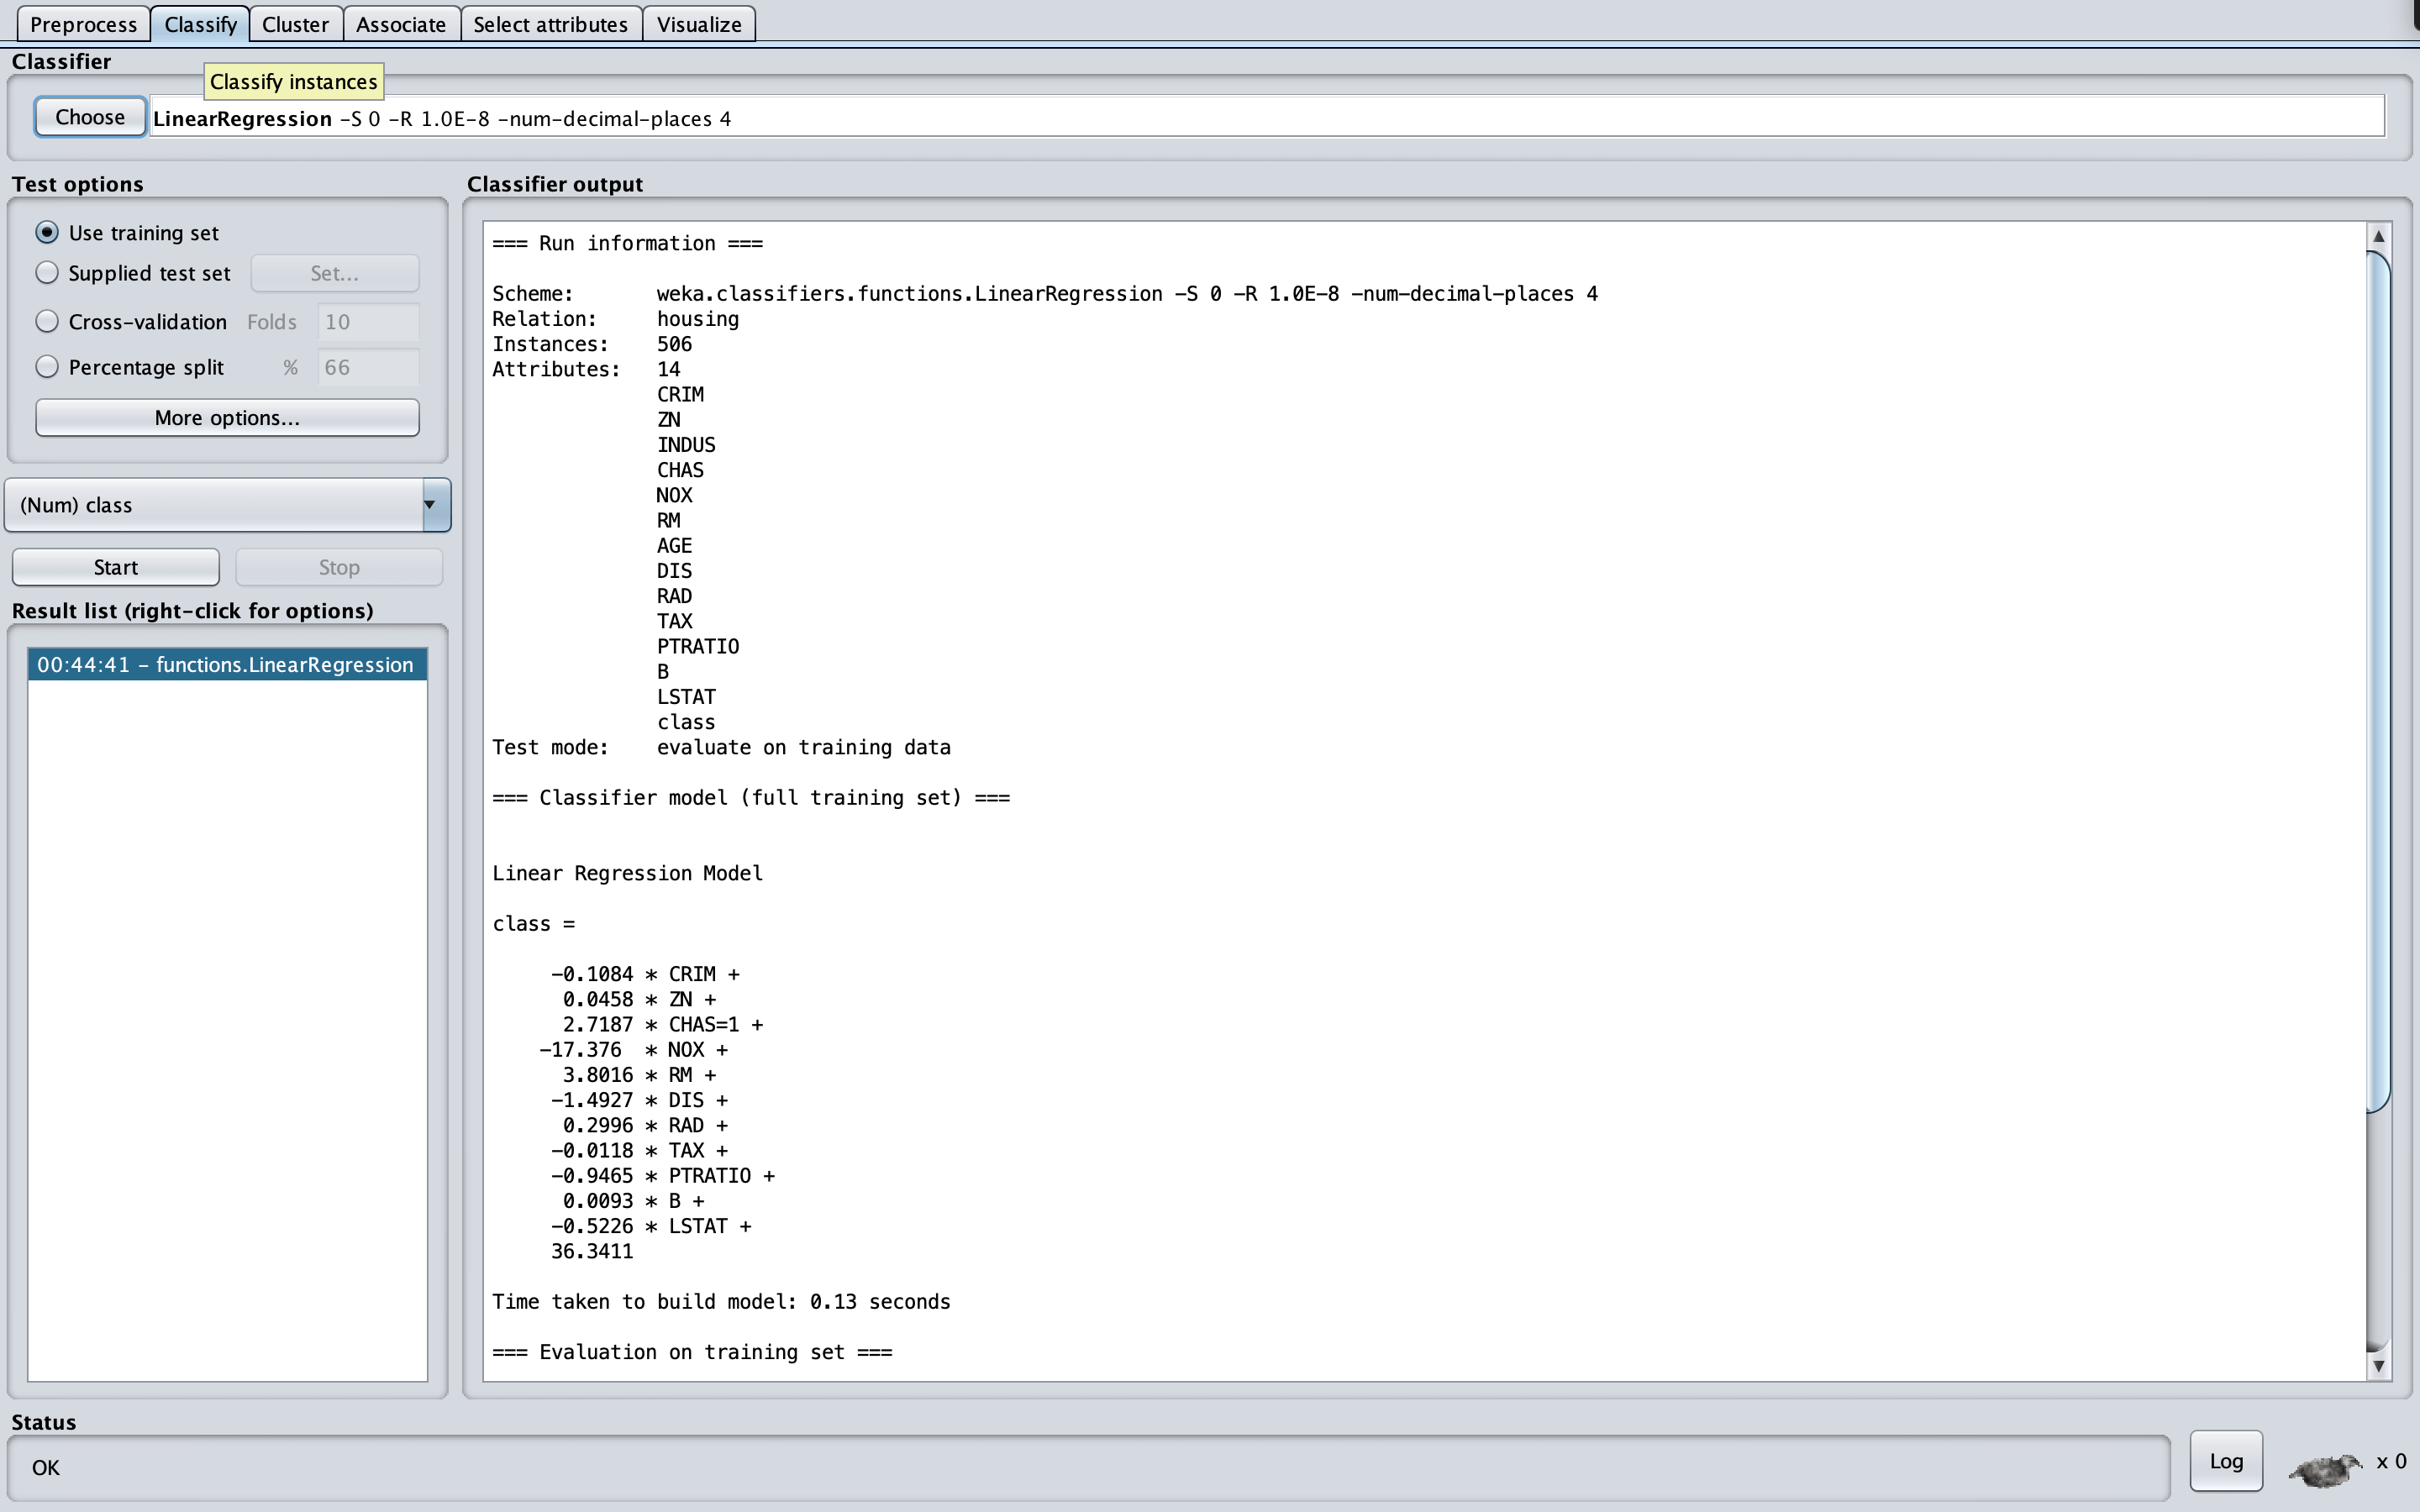 Preprocess Classify Cluster Associate Select attributes Visualize
Classifier
Classify instances
Choose LinearRegression -S 0 -R 1.0E-8 -num-decimal-places 4
Test options
Use training set
Supplied test set Set...
Cross-validation Folds 10
Percentage split % 66
More options...
(Num) class
Start Stop
Result list (right-click for options)
00:44:41 - functions.LinearRegression
Classifier output
=== Run information ===
Scheme: weka.classifiers.functions.LinearRegression -S 0 -R 1.0E-8 -num-decimal-places 4
Relation: housing
Instances: 506
Attributes: 14
CRIM
ZN
INDUS
CHAS
NOX
RM
AGE
DIS
RAD
TAX
PTRATIO
B
LSTAT
class
Test mode: evaluate on training data
=== Classifier model (full training set) ===
Linear Regression Model
class =
-0.1084 * CRIM +
0.0458 * ZN +
2.7187 * CHAS=1 +
-17.376 * NOX +
3.8016 * RM +
-1.4927 * DIS +
0.2996 * RAD +
-0.0118 * TAX +
-0.9465 * PTRATIO +
0.0093 * B +
-0.5226 * LSTAT +
36.3411
Time taken to build model: 0.13 seconds
=== Evaluation on training set ===
Status
OK
Log x 0